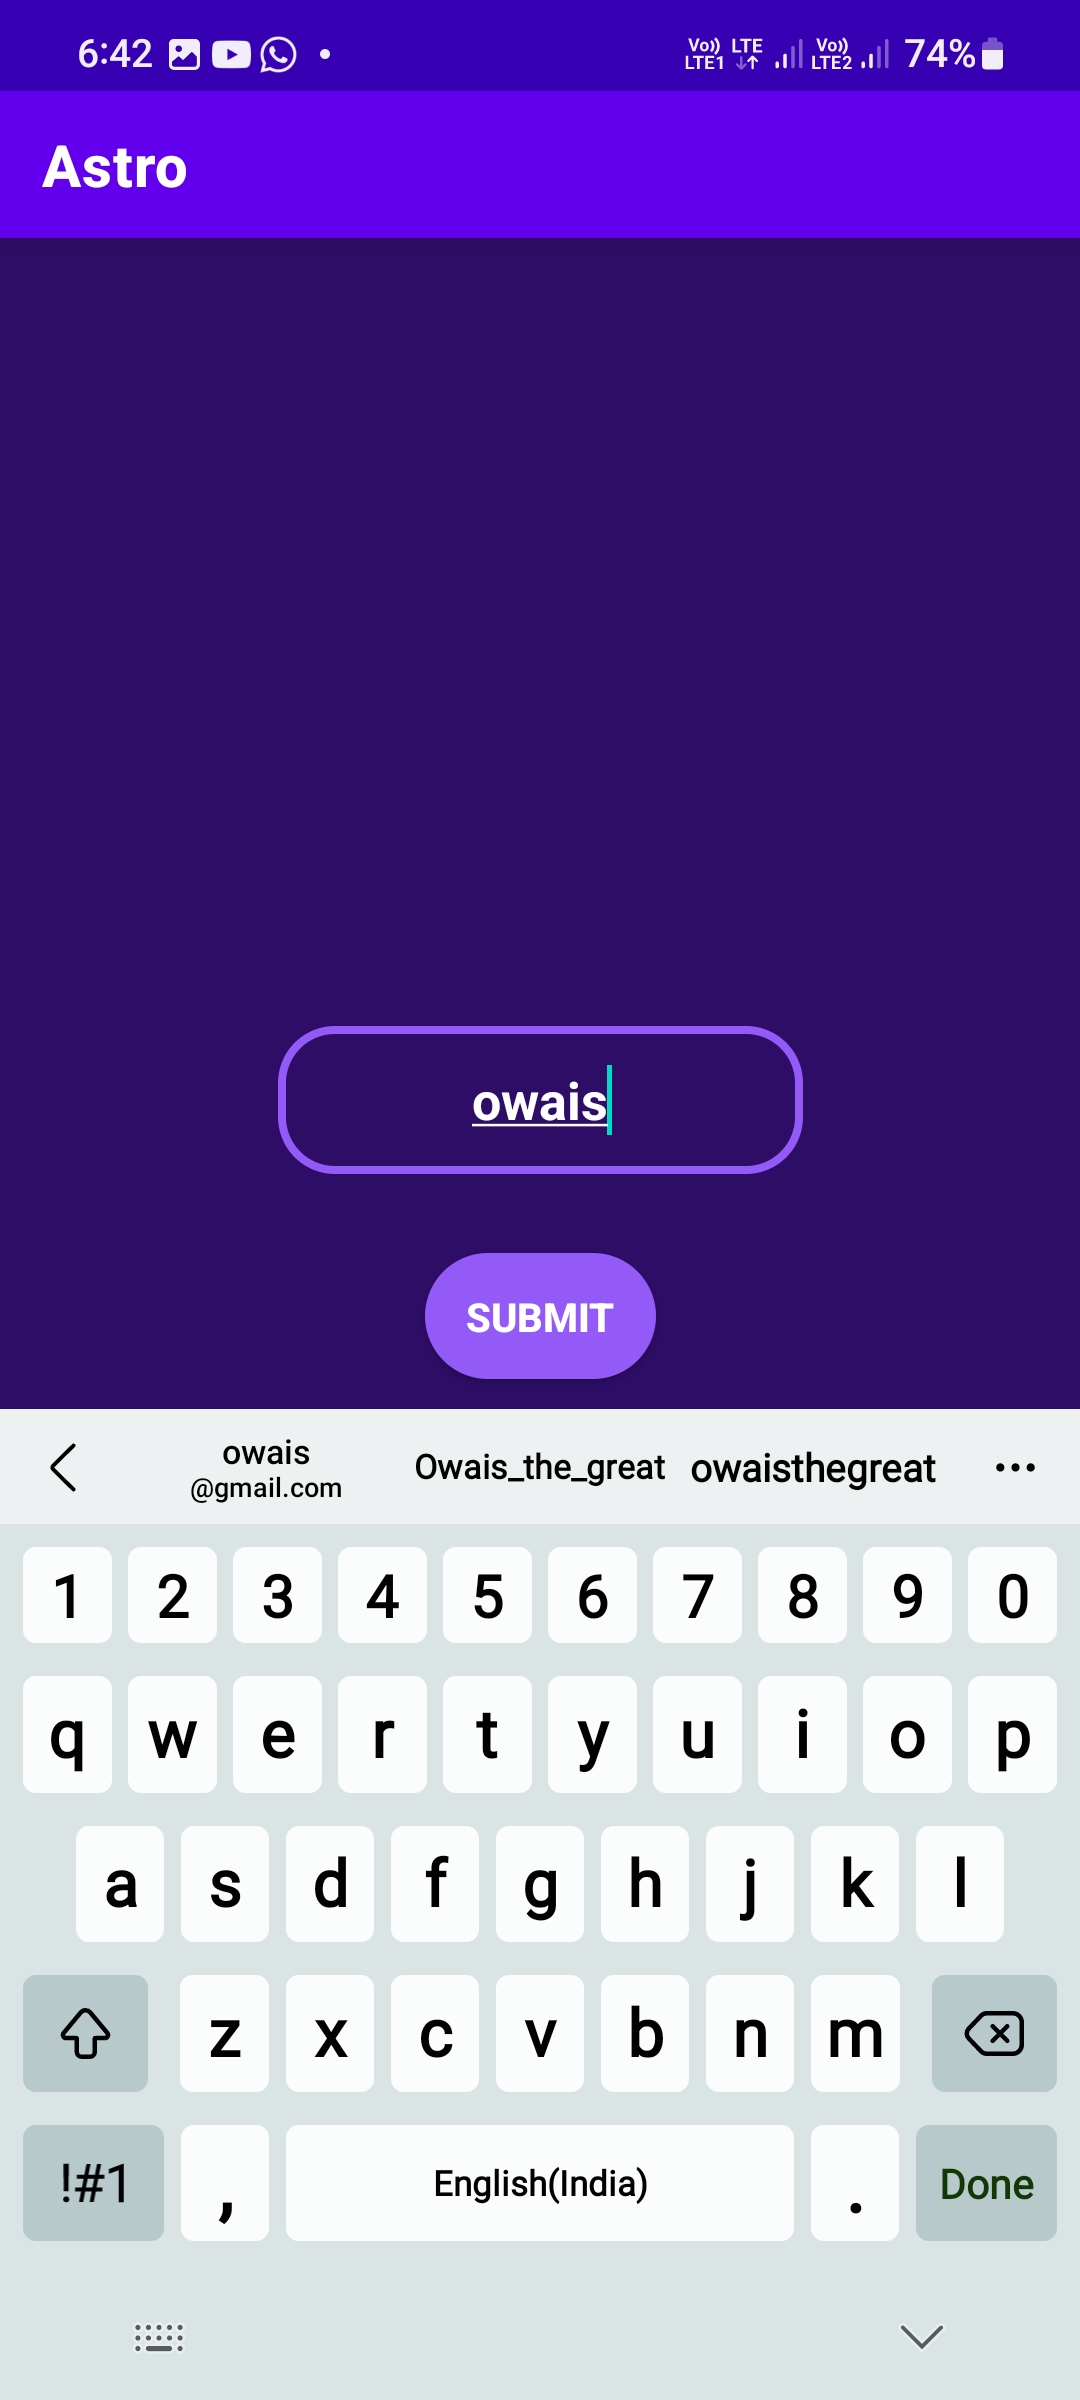 6:42 Vo)) LTE1 LTE Vo)) LTE2 74%
Astro
owais
SUBMIT
owais @gmail.com Owais_the_great owaisthegreat
1 2 3 4 5 6 7 8 9 0
q w e r t y u i o p
a s d f g h j k l
z x c v b n m
!#1 , English(India) . Done